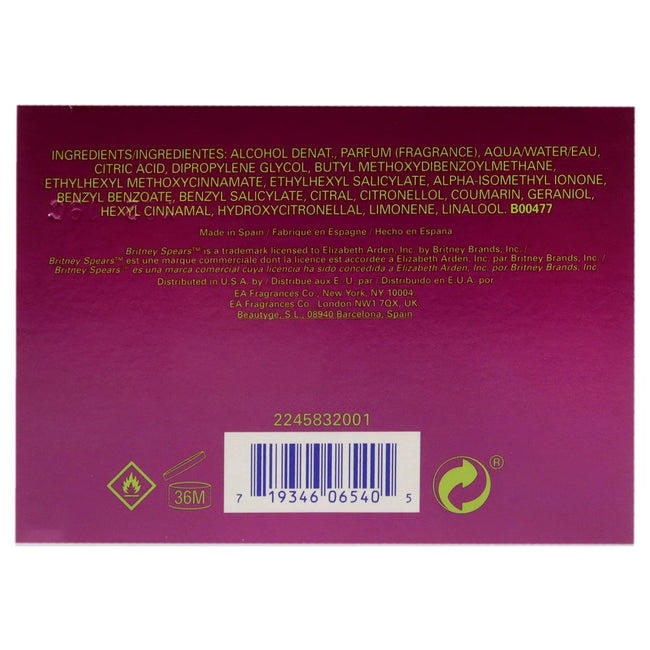 INGREDIENTS/INGREDIENTES: ALCOHOL DENAT., PARFUM (FRAGRANCE), AQUA/WATER/EAU,
CITRIC ACID, DIPROPYLENE GLYCOL, BUTYL METHOXYDIBENZOYLMETHANE,
ETHYLHEXYL METHOXYCINNAMATE, ETHYLHEXYL SALICYLATE, ALPHA-ISOMETHYL IONONE,
BENZYL BENZOATE, BENZYL SALICYLATE, CITRAL, CITRONELLOL, COUMARIN, GERANIOL,
HEXYL CINNAMAL, HYDROXYCITRONELLAL, LIMONENE, LINALOOL. B00477
Made in Spain / Fabriqué en Espagne / Hecho en España
Britney Spears™ is a trademark licensed to Elizabeth Arden, Inc. by Britney Brands, Inc. /
Britney Spears™ est une marque commerciale dont la licence est accordée à Elizabeth Arden, Inc. par Britney Brands, Inc. /
Britney Spears™ es una marca comercial cuya licencia ha sido concedida a Elizabeth Arden, Inc. por Britney Brands, Inc.
Distributed in U.S.A. by / Distribué aux É. U. par / Distribuido en E.U.A. por
EA Fragrances Co., New York, NY 10004
EA Fragrances Co. London NW1 7QX, UK
Beautyge, S.L., 08940 Barcelona, Spain
2245832001
36M
7 19346 06540 5
®